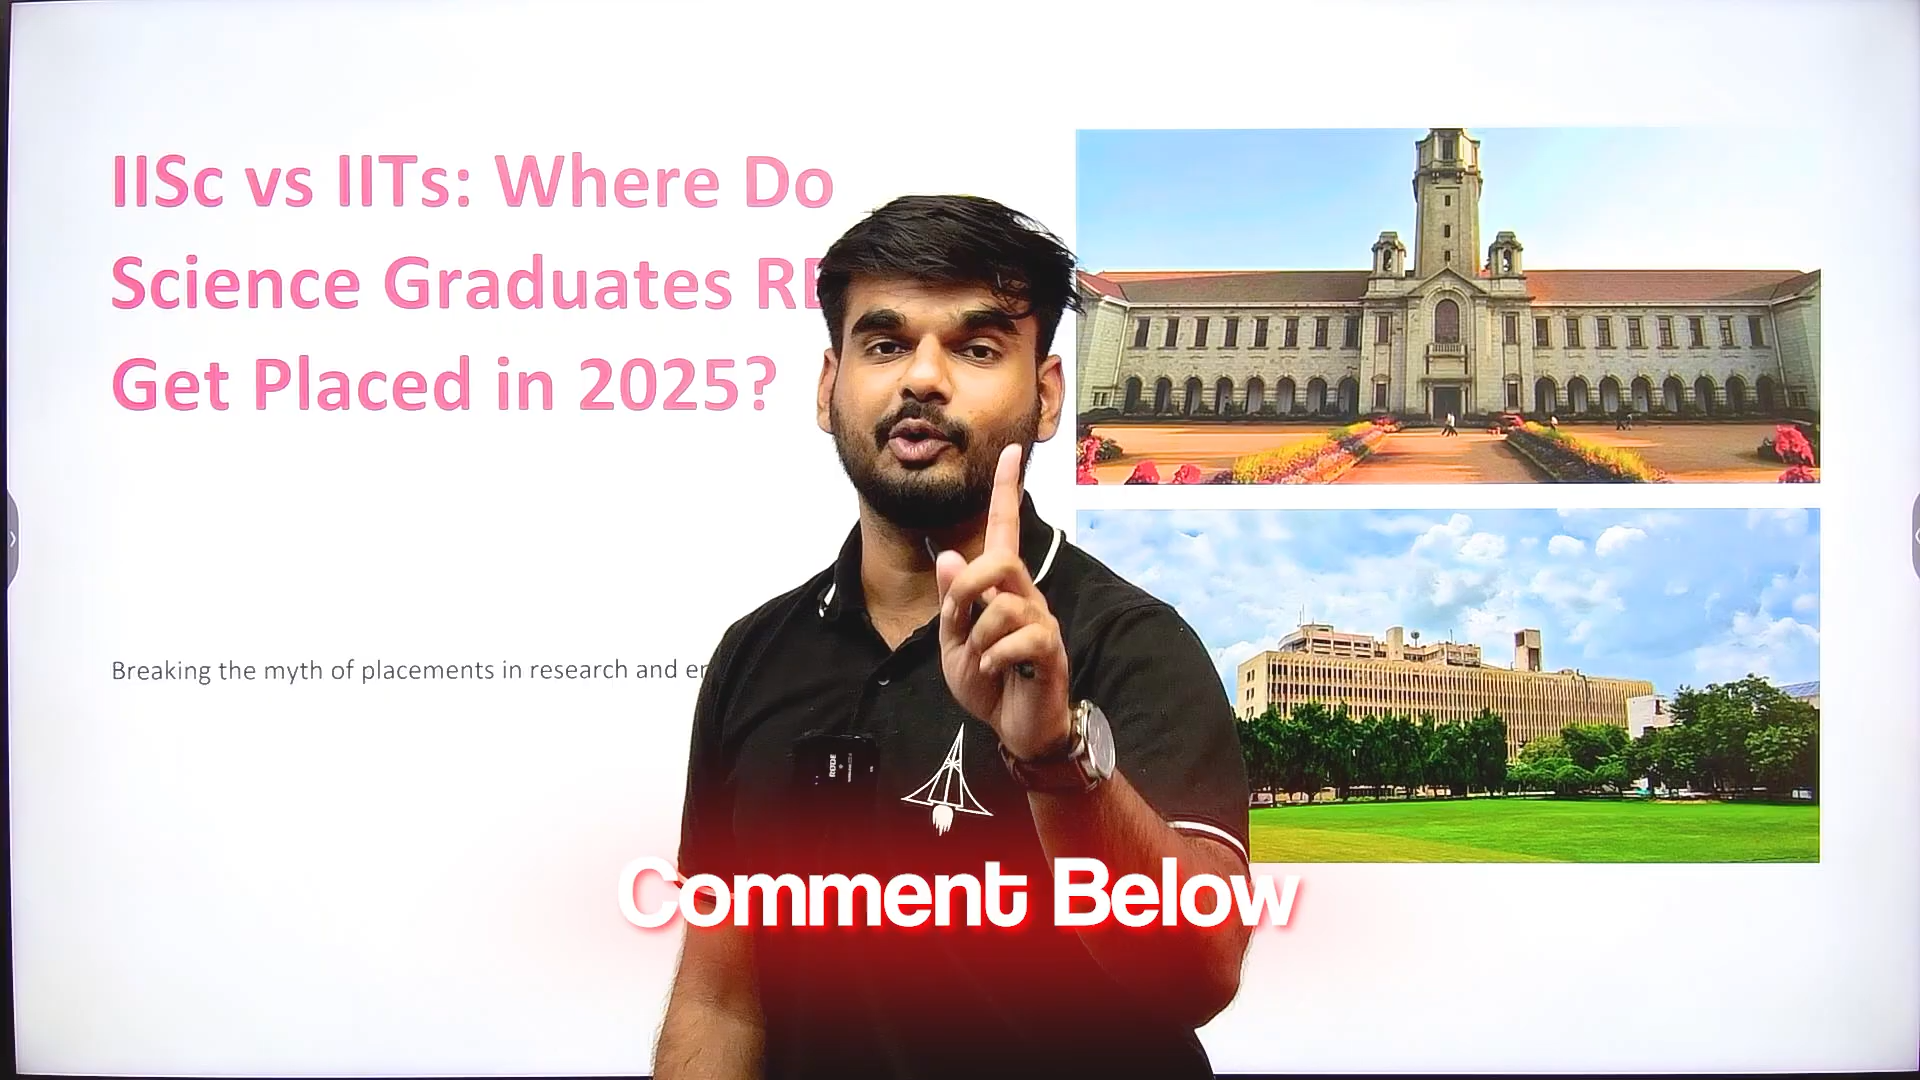 IISc vs IITs: Where Do
Science Graduates
Get Placed in 2025?
Breaking the myth of placements in research and
RODE
Comment Below